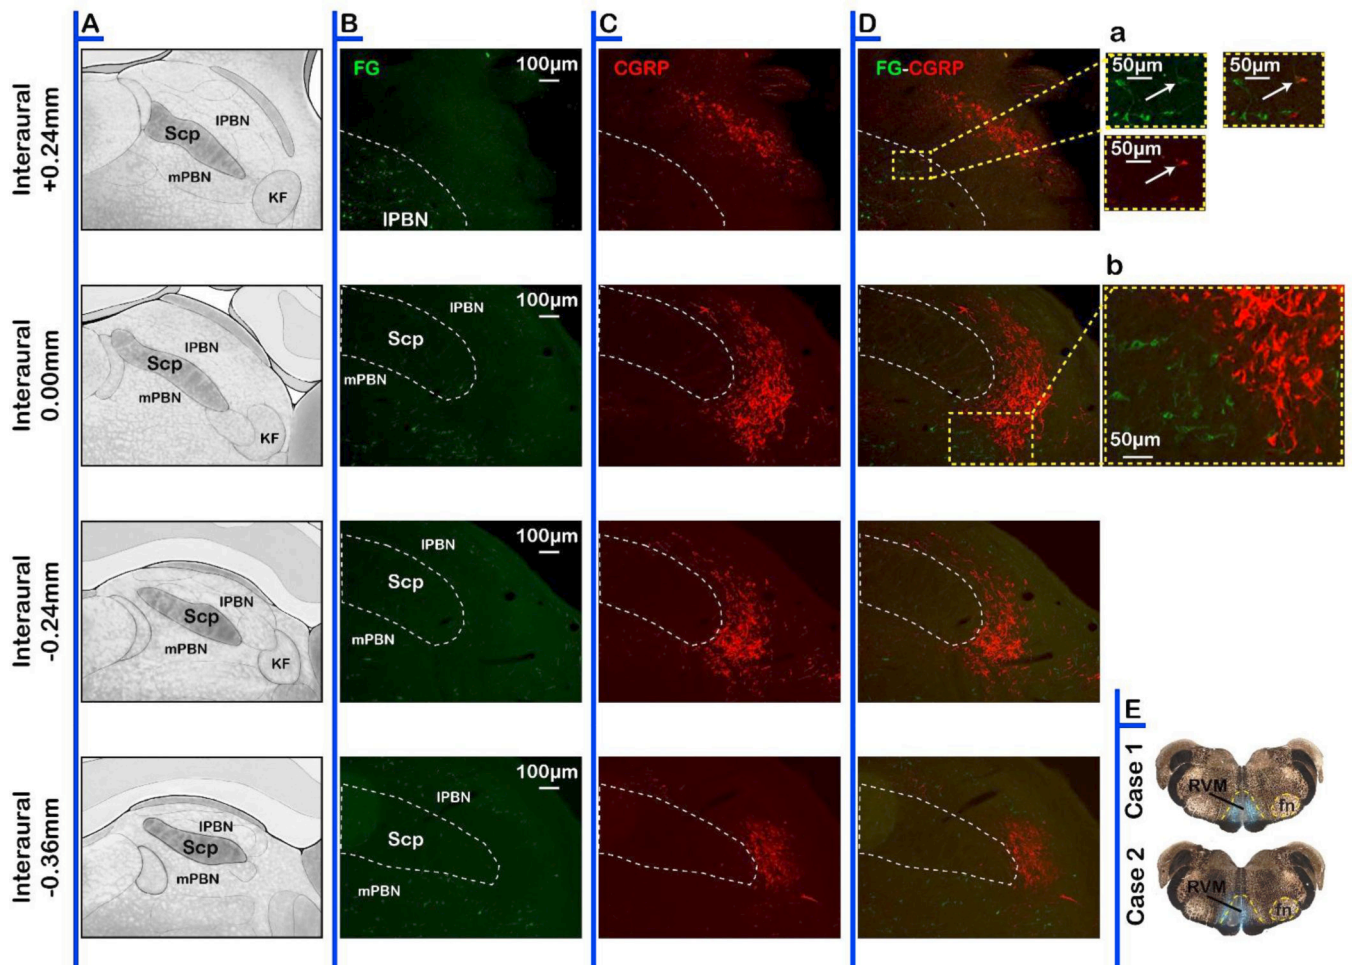 A
B
C
D
a
Interaural
+0.24mm
Scp
lPBN
mPBN
KF
FG
100µm
lPBN
CGRP
FG-CGRP
50µm
50µm
50µm
b
Interaural
0.00mm
Scp
lPBN
mPBN
KF
lPBN
100µm
Scp
mPBN
50µm
Interaural
-0.24mm
Scp
lPBN
mPBN
KF
lPBN
100µm
Scp
mPBN
Interaural
-0.36mm
Scp
lPBN
mPBN
lPBN
100µm
Scp
mPBN
E
Case 1
RVM
fn
Case 2
RVM
fn